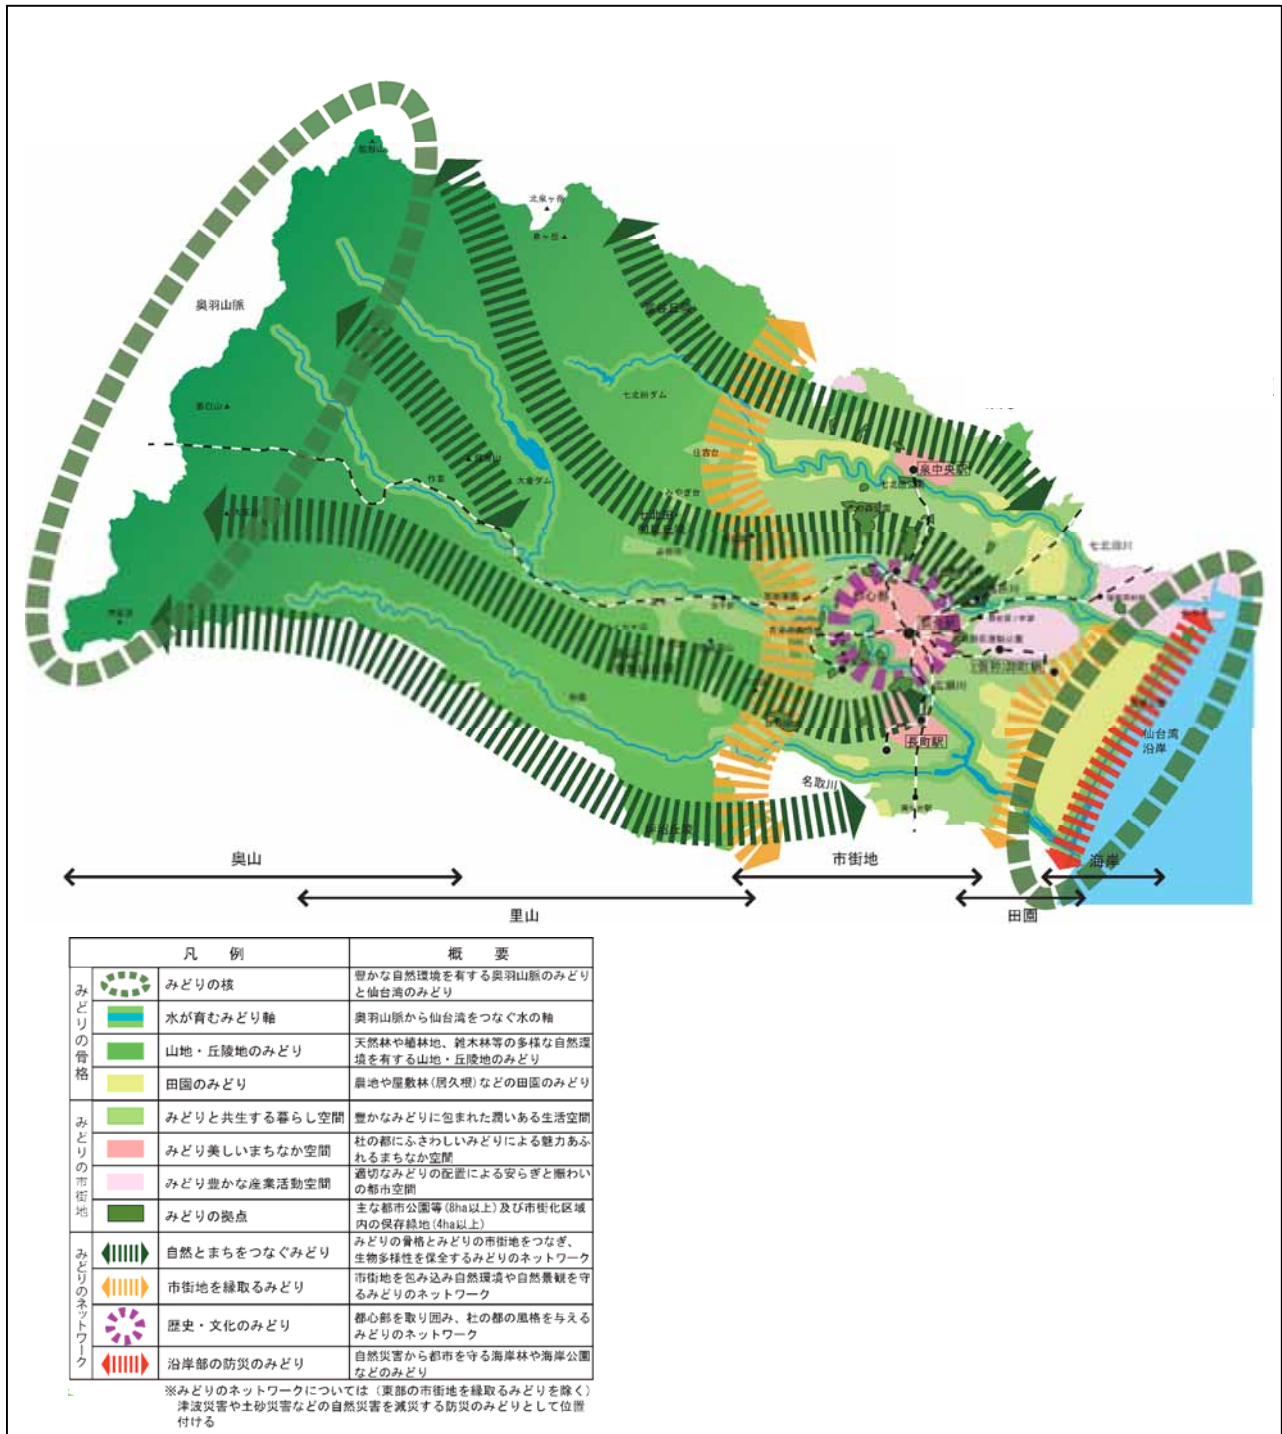 船形山
北泉ヶ岳
泉ヶ岳
奥羽山脈
七北田ダム
面白山
住吉台
作並
大倉ダム
泉中央駅
みやぎ台
七北田川
都心部
仙台駅
広瀬川
長町駅
名取川
仙台湾
沿岸
奥山
里山
市街地
田園
海岸
凡 例
概 要
みどりの骨格
みどりの核
豊かな自然環境を有する奥羽山脈のみどり
と仙台湾のみどり
水が育むみどり軸
奥羽山脈から仙台湾をつなぐ水の軸
山地・丘陵地のみどり
天然林や植林地、雑木林等の多様な自然環
境を有する山地・丘陵地のみどり
田園のみどり
農地や屋敷林(居久根)などの田園のみどり
みどりの市街地
みどりと共生する暮らし空間
豊かなみどりに包まれた潤いある生活空間
みどり美しいまちなか空間
杜の都にふさわしいみどりによる魅力あふ
れるまちなか空間
みどり豊かな産業活動空間
適切なみどりの配置による安らぎと賑わい
の都市空間
みどりの拠点
主な都市公園等(8ha以上)及び市街化区域
内の保存緑地(4ha以上)
みどりのネットワーク
自然とまちをつなぐみどり
みどりの骨格とみどりの市街地をつなぎ、
生物多様性を保全するみどりのネットワーク
市街地を縁取るみどり
市街地を包み込み自然環境や自然景観を守
るみどりのネットワーク
歴史・文化のみどり
都心部を取り囲み、杜の都の風格を与える
みどりのネットワーク
沿岸部の防災のみどり
自然災害から都市を守る海岸林や海岸公園
などのみどり
※みどりのネットワークについては（東部の市街地を縁取るみどりを除く）
津波災害や土砂災害などの自然災害を減災する防災のみどりとして位置
付ける